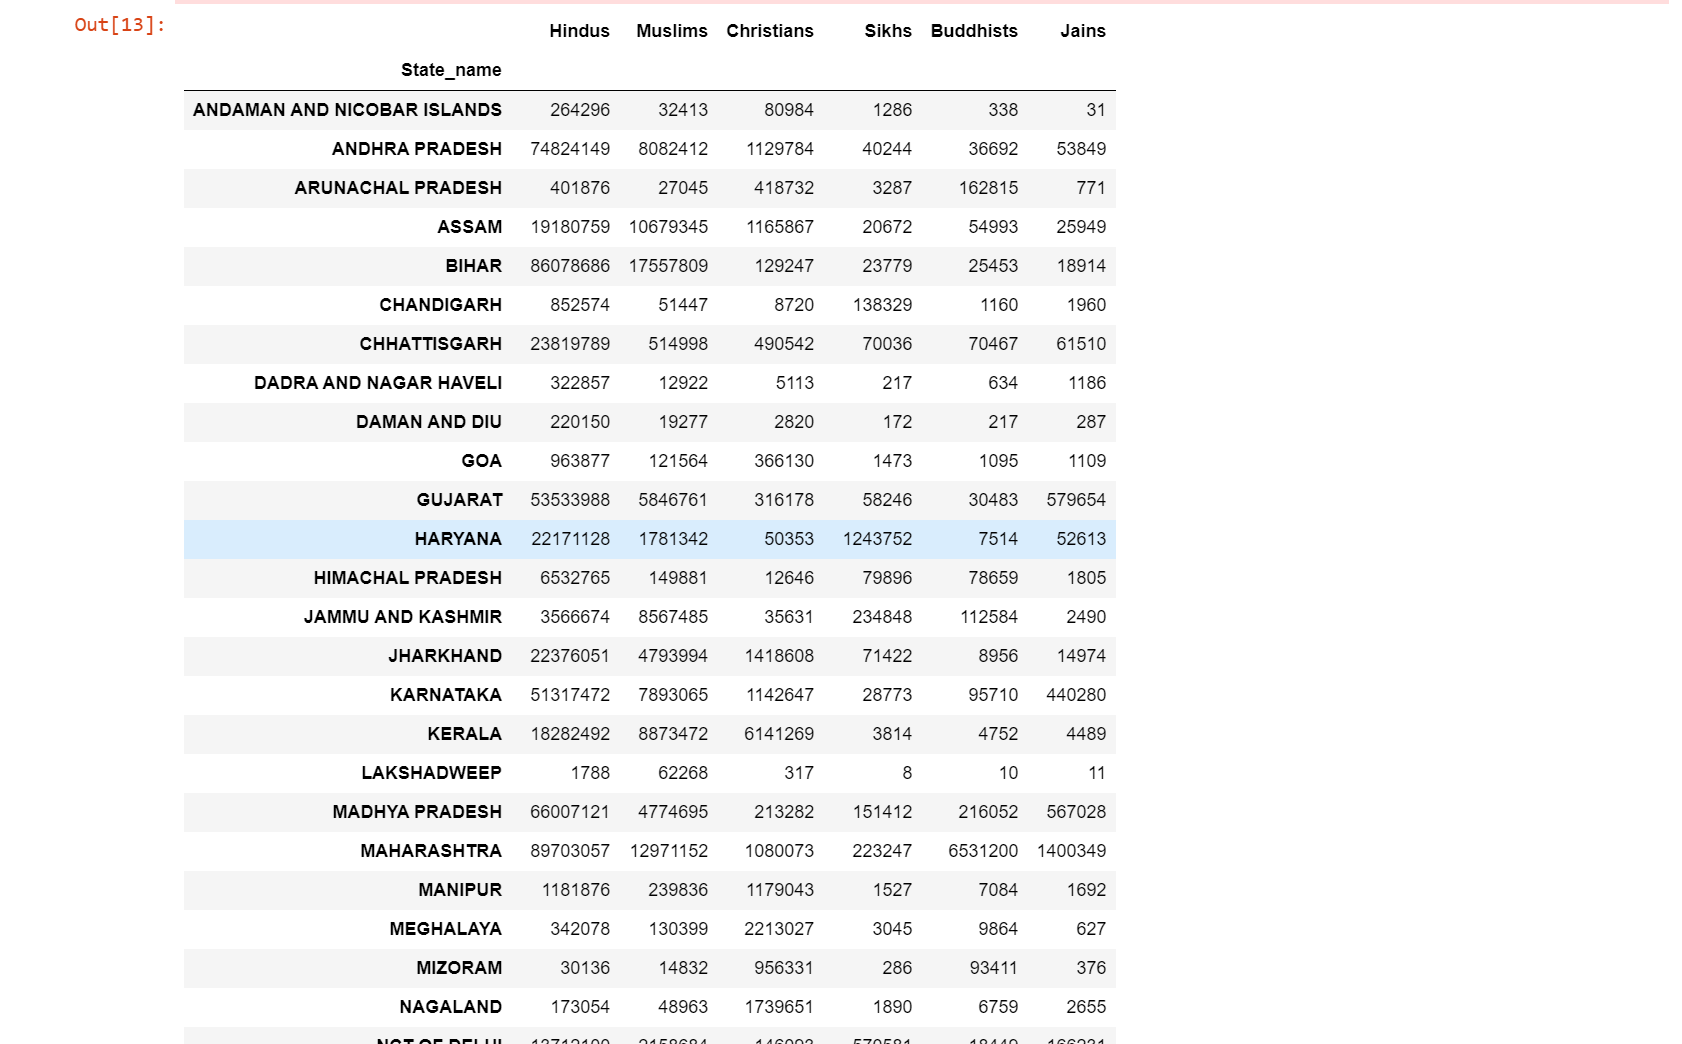 Out[13]:
Hindus Muslims Christians Sikhs Buddhists Jains
State_name
ANDAMAN AND NICOBAR ISLANDS 264296 32413 80984 1286 338 31
ANDHRA PRADESH 74824149 8082412 1129784 40244 36692 53849
ARUNACHAL PRADESH 401876 27045 418732 3287 162815 771
ASSAM 19180759 10679345 1165867 20672 54993 25949
BIHAR 86078686 17557809 129247 23779 25453 18914
CHANDIGARH 852574 51447 8720 138329 1160 1960
CHHATTISGARH 23819789 514998 490542 70036 70467 61510
DADRA AND NAGAR HAVELI 322857 12922 5113 217 634 1186
DAMAN AND DIU 220150 19277 2820 172 217 287
GOA 963877 121564 366130 1473 1095 1109
GUJARAT 53533988 5846761 316178 58246 30483 579654
HARYANA 22171128 1781342 50353 1243752 7514 52613
HIMACHAL PRADESH 6532765 149881 12646 79896 78659 1805
JAMMU AND KASHMIR 3566674 8567485 35631 234848 112584 2490
JHARKHAND 22376051 4793994 1418608 71422 8956 14974
KARNATAKA 51317472 7893065 1142647 28773 95710 440280
KERALA 18282492 8873472 6141269 3814 4752 4489
LAKSHADWEEP 1788 62268 317 8 10 11
MADHYA PRADESH 66007121 4774695 213282 151412 216052 567028
MAHARASHTRA 89703057 12971152 1080073 223247 6531200 1400349
MANIPUR 1181876 239836 1179043 1527 7084 1692
MEGHALAYA 342078 130399 2213027 3045 9864 627
MIZORAM 30136 14832 956331 286 93411 376
NAGALAND 173054 48963 1739651 1890 6759 2655